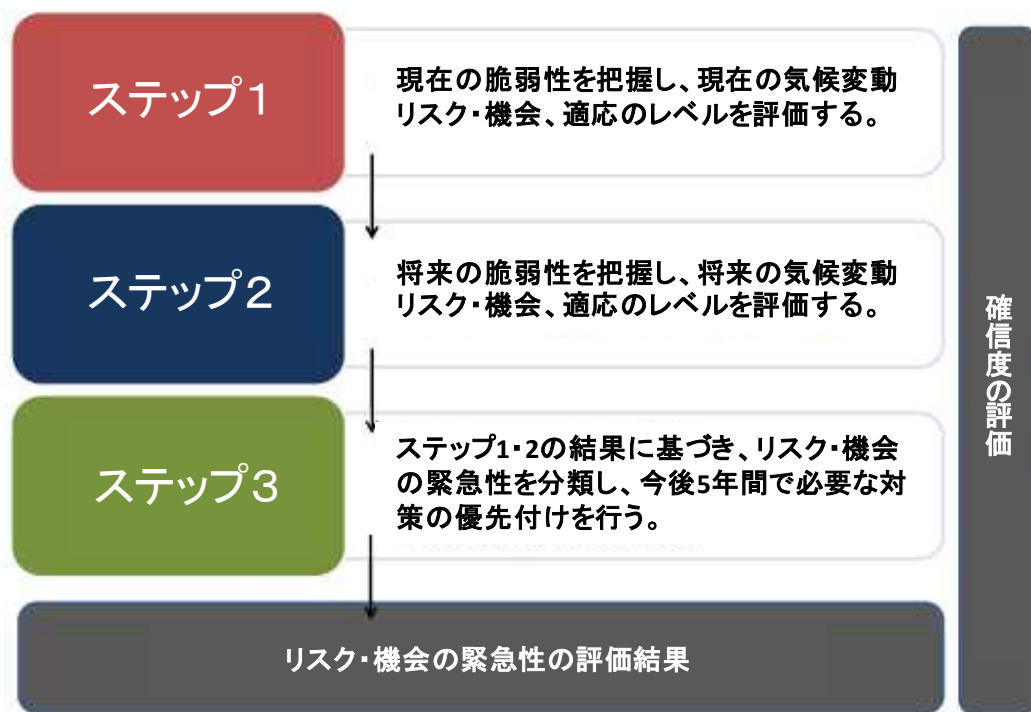 ステップ１
現在の脆弱性を把握し、現在の気候変動
リスク・機会、適応のレベルを評価する。
ステップ２
将来の脆弱性を把握し、将来の気候変動
リスク・機会、適応のレベルを評価する。
ステップ３
ステップ1・2の結果に基づき、リスク・機会
の緊急性を分類し、今後5年間で必要な対
策の優先付けを行う。
リスク・機会の緊急性の評価結果
確信度の評価